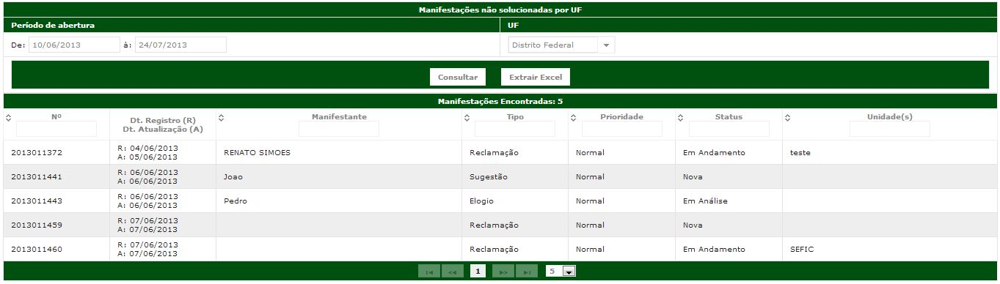 Manifestações não solucionadas por UF
Período de abertura UF
De: 10/06/2013 à: 24/07/2013 Distrito Federal
Consultar Extrair Excel
Manifestações Encontradas: 5
Nº Dt. Registro (R) Manifestante Tipo Prioridade Status Unidade(s)
Dt. Atualização (A)
2013011372 R: 04/06/2013 RENATO SIMOES Reclamação Normal Em Andamento teste
A: 05/06/2013
2013011441 R: 06/06/2013 Joao Sugestão Normal Nova
A: 06/06/2013
2013011443 R: 06/06/2013 Pedro Elogio Normal Em Análise
A: 06/06/2013
2013011459 R: 07/06/2013 Reclamação Normal Nova
A: 07/06/2013
2013011460 R: 07/06/2013 Reclamação Normal Em Andamento SEFIC
A: 07/06/2013
1 5